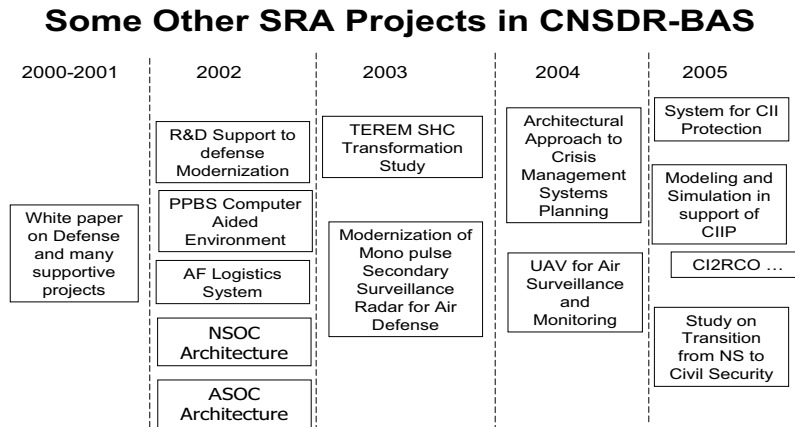 Some Other SRA Projects in CNSDR-BAS
2000-2001
2002
2003
2004
2005
White paper
on Defense
and many
supportive
projects
R&D Support to
defense
Modernization
PPBS Computer
Aided
Environment
AF Logistics
System
NSOC
Architecture
ASOC
Architecture
TEREM SHC
Transformation
Study
Modernization of
Mono pulse
Secondary
Surveillance
Radar for Air
Defense
Architectural
Approach to
Crisis
Management
Systems
Planning
UAV for Air
Surveillance
and
Monitoring
System for CII
Protection
Modeling and
Simulation in
support of
CIIP
CI2RCO …
Study on
Transition
from NS to
Civil Security